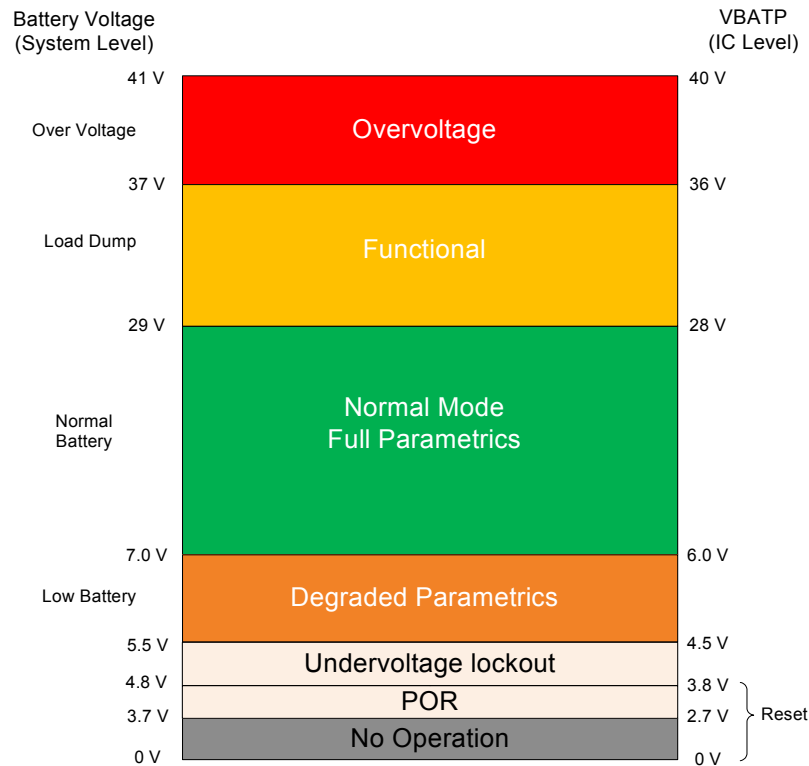 Battery Voltage
(System Level)
VBATP
(IC Level)
41 V
40 V
Over Voltage
Overvoltage
37 V
36 V
Load Dump
Functional
29 V
28 V
Normal
Battery
Normal Mode
Full Parametrics
7.0 V
6.0 V
Low Battery
Degraded Parametrics
5.5 V
4.5 V
Undervoltage lockout
4.8 V
3.8 V
POR
Reset
3.7 V
2.7 V
No Operation
0 V
0 V